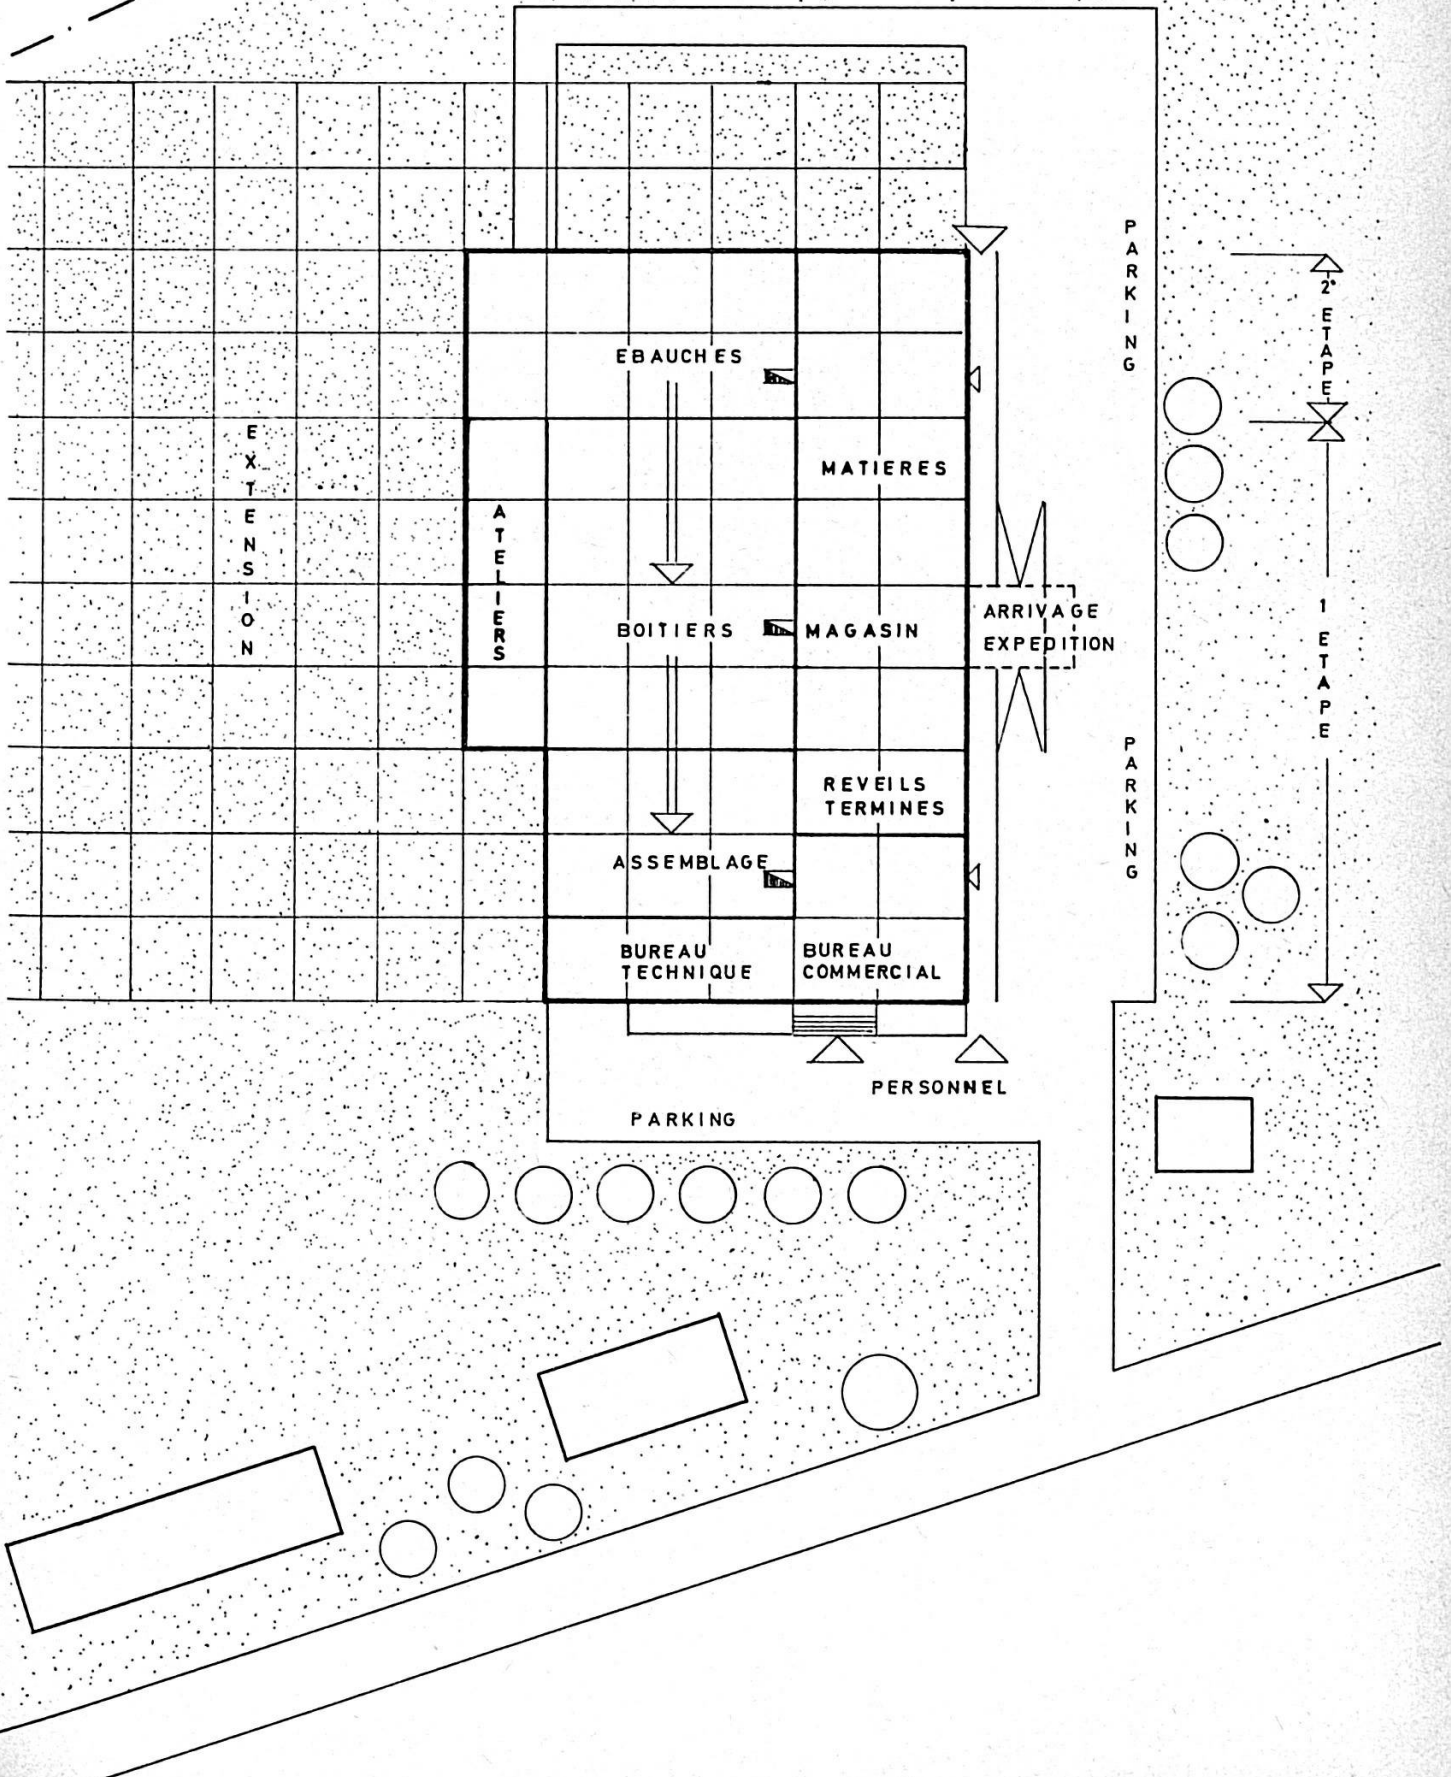 PARKING
2° ETAPE
EBAUCHES
EXTENSION
MATIERES
ATELIERS
ARRIVAGE
EXPEDITION
1 ETAPE
BOITIERS
MAGASIN
PARKING
REVEILS
TERMINES
ASSEMBLAGE
BUREAU
TECHNIQUE
BUREAU
COMMERCIAL
PERSONNEL
PARKING